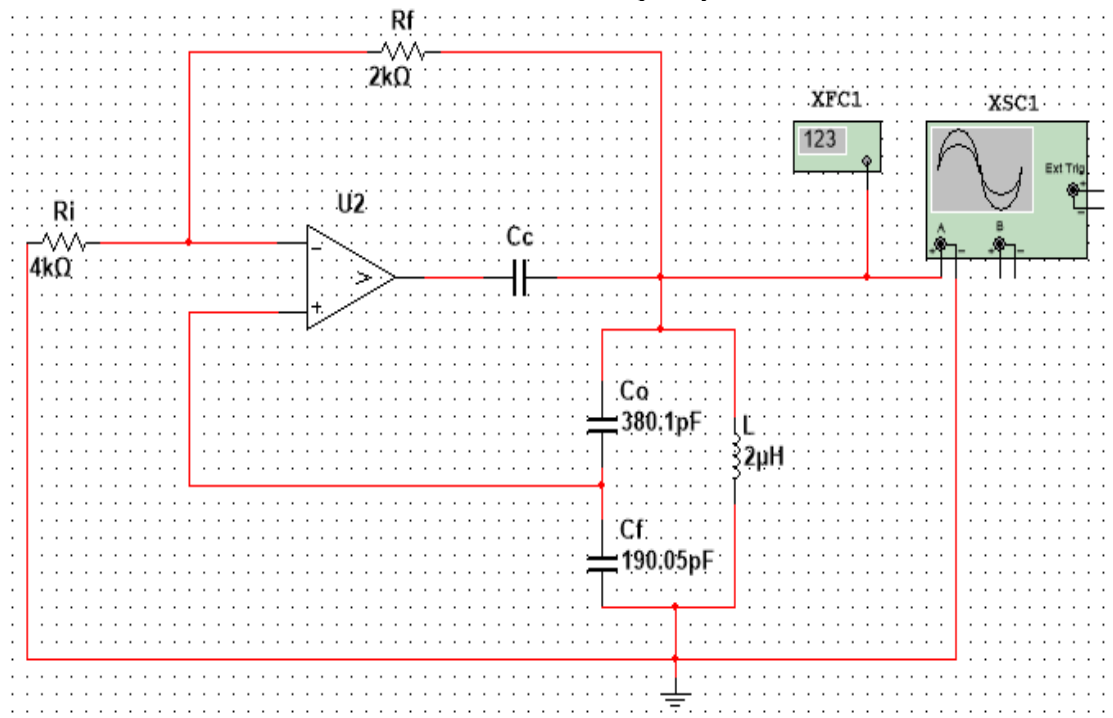 Rf
2kΩ
XFC1
123
XSC1
Ext Trig
+
−
A
B
+
−
+
−
Ri
4kΩ
U2
−
>
+
Cc
Co
380.1pF
L
2µH
Cf
190.05pF